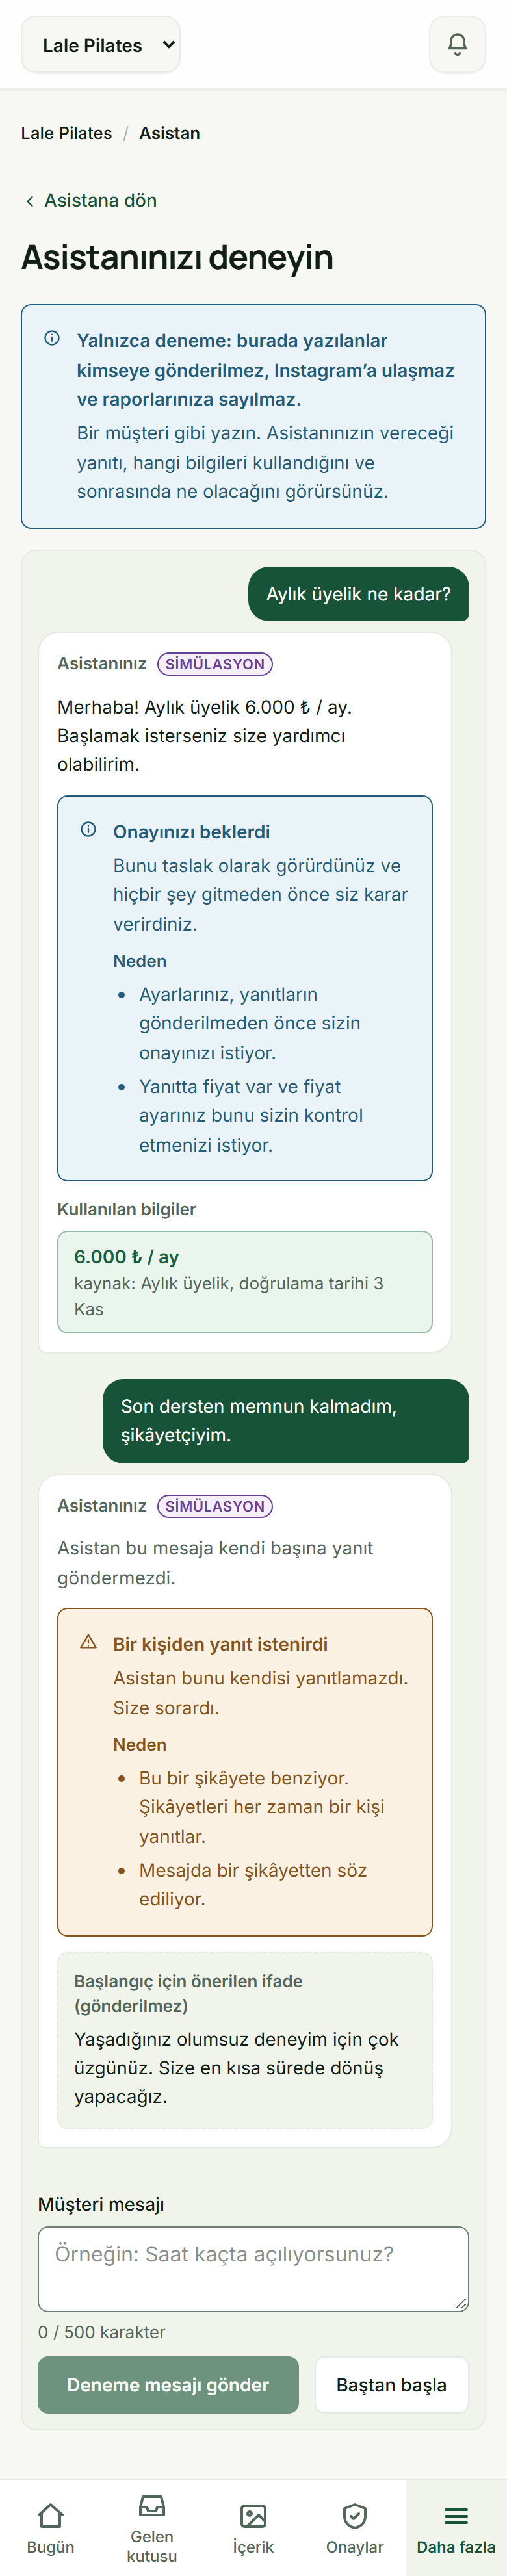 Lale Pilates
Lale Pilates / Asistan
Asistana dön
Asistanınızı deneyin
Yalnızca deneme: burada yazılanlar
kimseye gönderilmez, Instagram’a ulaşmaz
ve raporlarınıza sayılmaz.
Bir müşteri gibi yazın. Asistanınızın vereceği
yanıtı, hangi bilgileri kullandığını ve
sonrasında ne olacağını görürsünüz.
Aylık üyelik ne kadar?
Asistanınız SİMÜLASYON
Merhaba! Aylık üyelik 6.000 ₺ / ay.
Başlamak isterseniz size yardımcı
olabilirim.
Onayınızı beklerdi
Bunu taslak olarak görürdünüz ve
hiçbir şey gitmeden önce siz karar
verirdiniz.
Neden
• Ayarlarınız, yanıtların
gönderilmeden önce sizin
onayınızı istiyor.
• Yanıtta fiyat var ve fiyat
ayarınız bunu sizin kontrol
etmenizi istiyor.
Kullanılan bilgiler
6.000 ₺ / ay
kaynak: Aylık üyelik, doğrulama tarihi 3
Kas
Son dersten memnun kalmadım,
şikâyetçiyim.
Asistanınız SİMÜLASYON
Asistan bu mesaja kendi başına yanıt
göndermezdi.
Bir kişiden yanıt istenirdi
Asistan bunu kendisi yanıtlamazdı.
Size sorardı.
Neden
• Bu bir şikâyete benziyor.
Şikâyetleri her zaman bir kişi
yanıtlar.
• Mesajda bir şikâyetten söz
ediliyor.
Başlangıç için önerilen ifade
(gönderilmez)
Yaşadığınız olumsuz deneyim için çok
üzgünüz. Size en kısa sürede dönüş
yapacağız.
Müşteri mesajı
Örneğin: Saat kaçta açılıyorsunuz?
0 / 500 karakter
Deneme mesajı gönder
Baştan başla
Bugün
Gelen
kutusu
İçerik
Onaylar
Daha fazla